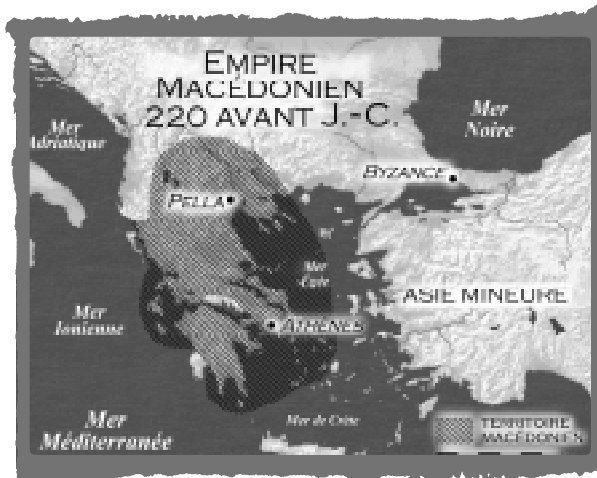 EMPIRE
MACÉDONIEN
220 AVANT J.-C.
Mer
Noire
Mer
Adriatique
BYZANCE
PELLA
Mer
Égée
ASIE MINEURE
Mer
Ionienne
ATHÈNES
Mer de Crète
Mer
Méditerranée
TERRITOIRE
MACÉDONIEN